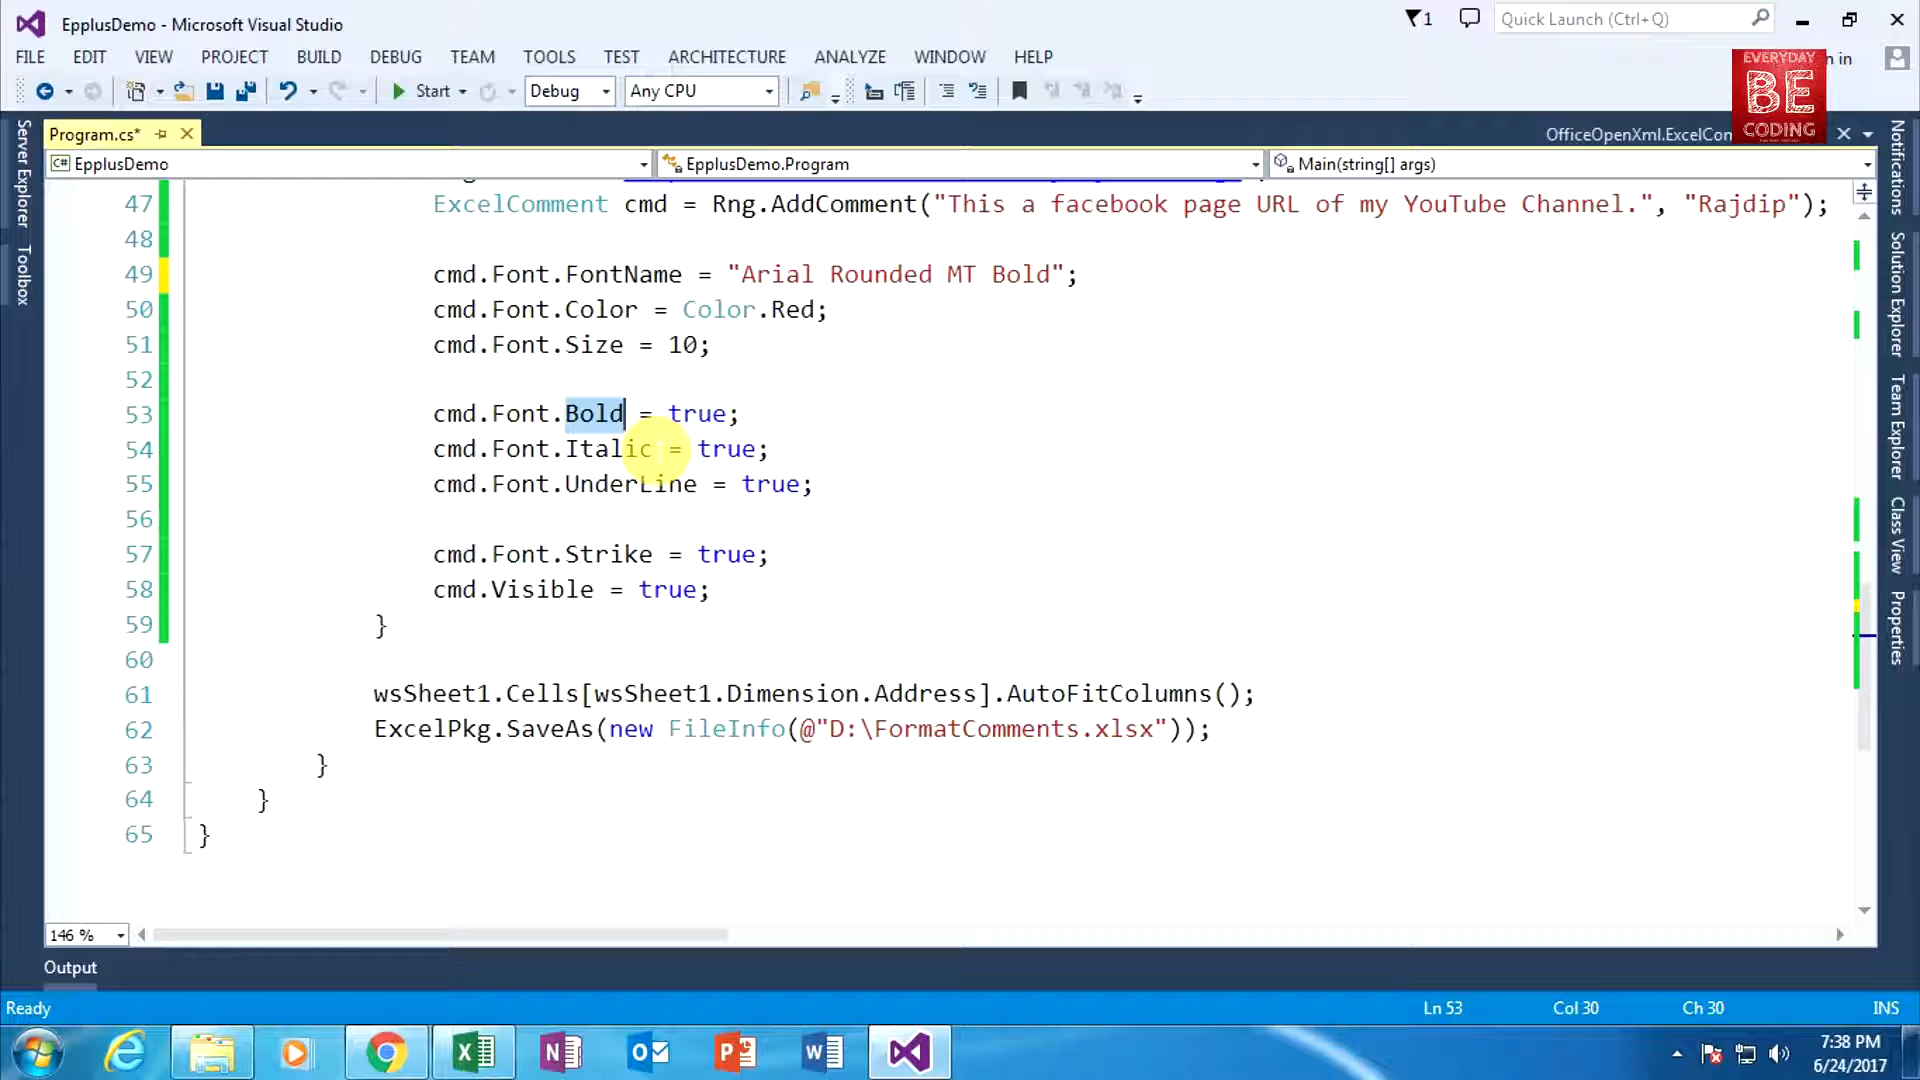 EpplusDemo - Microsoft Visual Studio
1
Quick Launch (Ctrl+Q)
FILE EDIT VIEW PROJECT BUILD DEBUG TEAM TOOLS TEST ARCHITECTURE ANALYZE WINDOW HELP
in
EVERYDAY
BE
CODING
Start Debug Any CPU
Program.cs*
OfficeOpenXml.ExcelCon
EpplusDemo EpplusDemo.Program Main(string[] args)
Server Explorer
Toolbox
Notifications
Solution Explorer
Team Explorer
Class View
Properties
47 ExcelComment cmd = Rng.AddComment("This a facebook page URL of my YouTube Channel.", "Rajdip");
48
49 cmd.Font.FontName = "Arial Rounded MT Bold";
50 cmd.Font.Color = Color.Red;
51 cmd.Font.Size = 10;
52
53 cmd.Font.Bold = true;
54 cmd.Font.Italic = true;
55 cmd.Font.UnderLine = true;
56
57 cmd.Font.Strike = true;
58 cmd.Visible = true;
59 }
60
61 wsSheet1.Cells[wsSheet1.Dimension.Address].AutoFitColumns();
62 ExcelPkg.SaveAs(new FileInfo(@"D:\FormatComments.xlsx"));
63 }
64 }
65 }
146 %
Output
Ready Ln 53 Col 30 Ch 30 INS
7:38 PM
6/24/2017